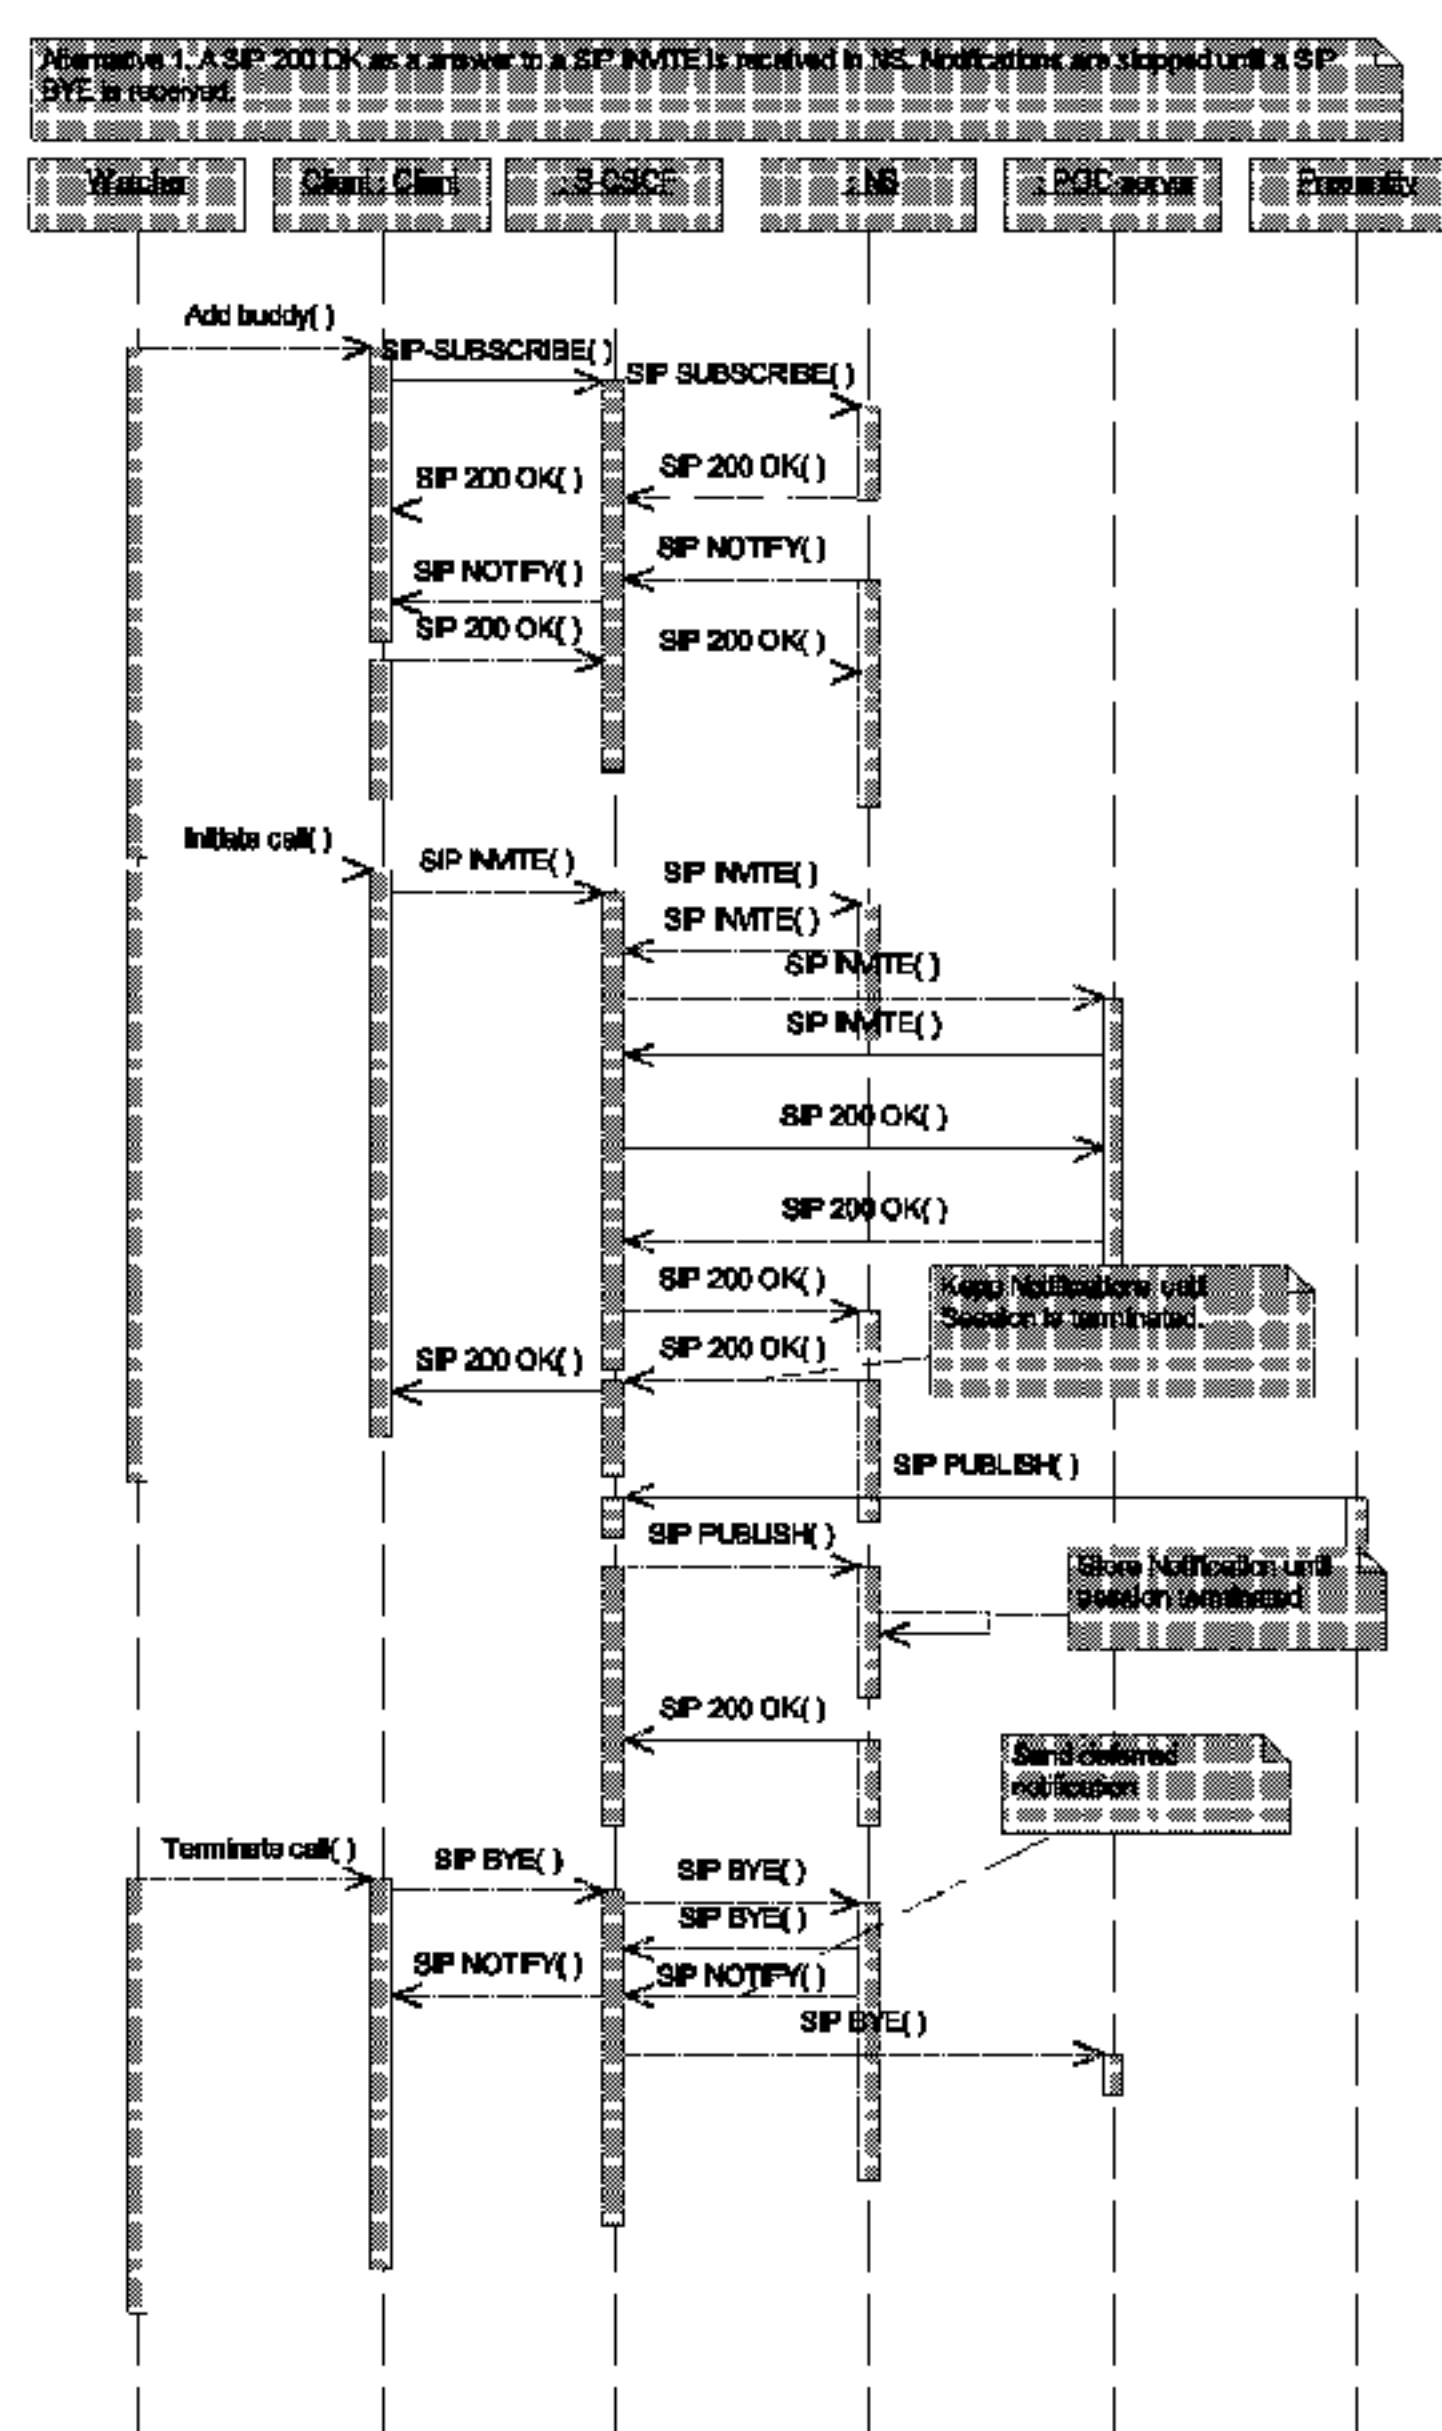 Alternative 1. A SIP 200 OK as a answer to a SIP INVITE is received in NS. Notifications are stopped until a SIP
BYE is received.
Watcher
Client : Client
: S-CSCF
: NS
: POC server
Presentity
Add buddy( )
SIP-SUBSCRIBE( )
SIP SUBSCRIBE( )
SIP 200 OK( )
SIP 200 OK( )
SIP NOTIFY( )
SIP NOTIFY( )
SIP 200 OK( )
SIP 200 OK( )
Initiate call( )
SIP INVITE( )
SIP INVITE( )
SIP INVITE( )
SIP INVITE( )
SIP INVITE( )
SIP 200 OK( )
SIP 200 OK( )
SIP 200 OK( )
Kepp Notifications until
Session is terminated.
SIP 200 OK( )
SIP 200 OK( )
SIP PUBLISH( )
SIP PUBLISH( )
Store Notification until
session terminated
SIP 200 OK( )
Send deferred
notification
Terminate call( )
SIP BYE( )
SIP BYE( )
SIP BYE( )
SIP NOTIFY( )
SIP NOTIFY( )
SIP BYE( )